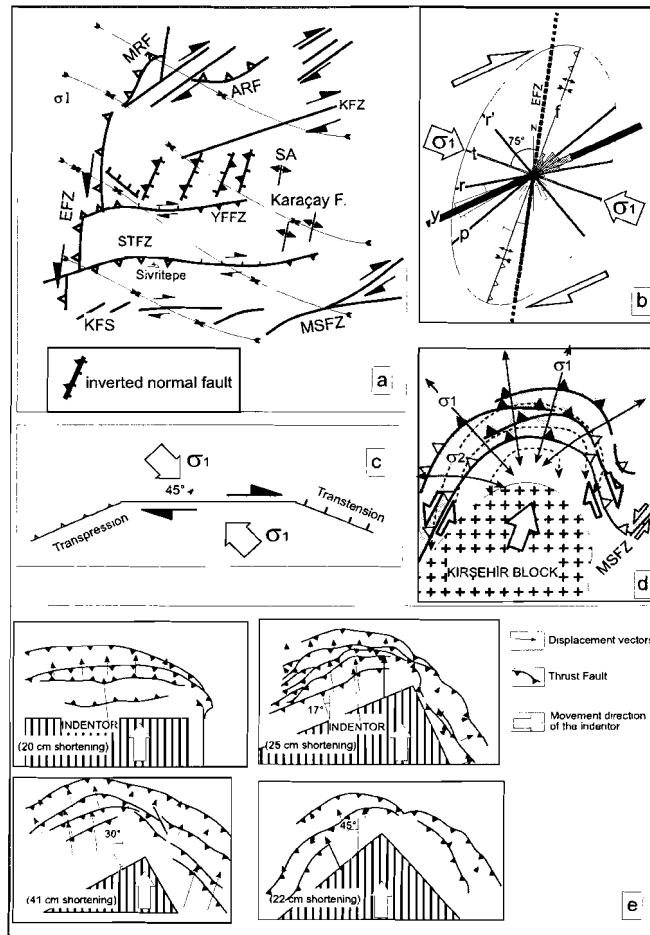 MRF
ARF
σ1
KFZ
SA
EFZ
Karaçay F.
YFFZ
STFZ
Sivritepe
KFS
MSFZ
a
inverted normal fault
EFZ
f
r'
75°
z
σ1
t
r
y
p
σ1
b
c
σ1
45°
Transpression
Transtension
σ1
σ1
σ1
σ2
KIRŞEHİR BLOCK
MSFZ
d
INDENTOR
(20 cm shortening)
17°
INDENTOR
(25 cm shortening)
Displacement vectors
Thrust Fault
Movement direction
of the indentor
30°
(41 cm shortening)
45°
(22 cm shortening)
e